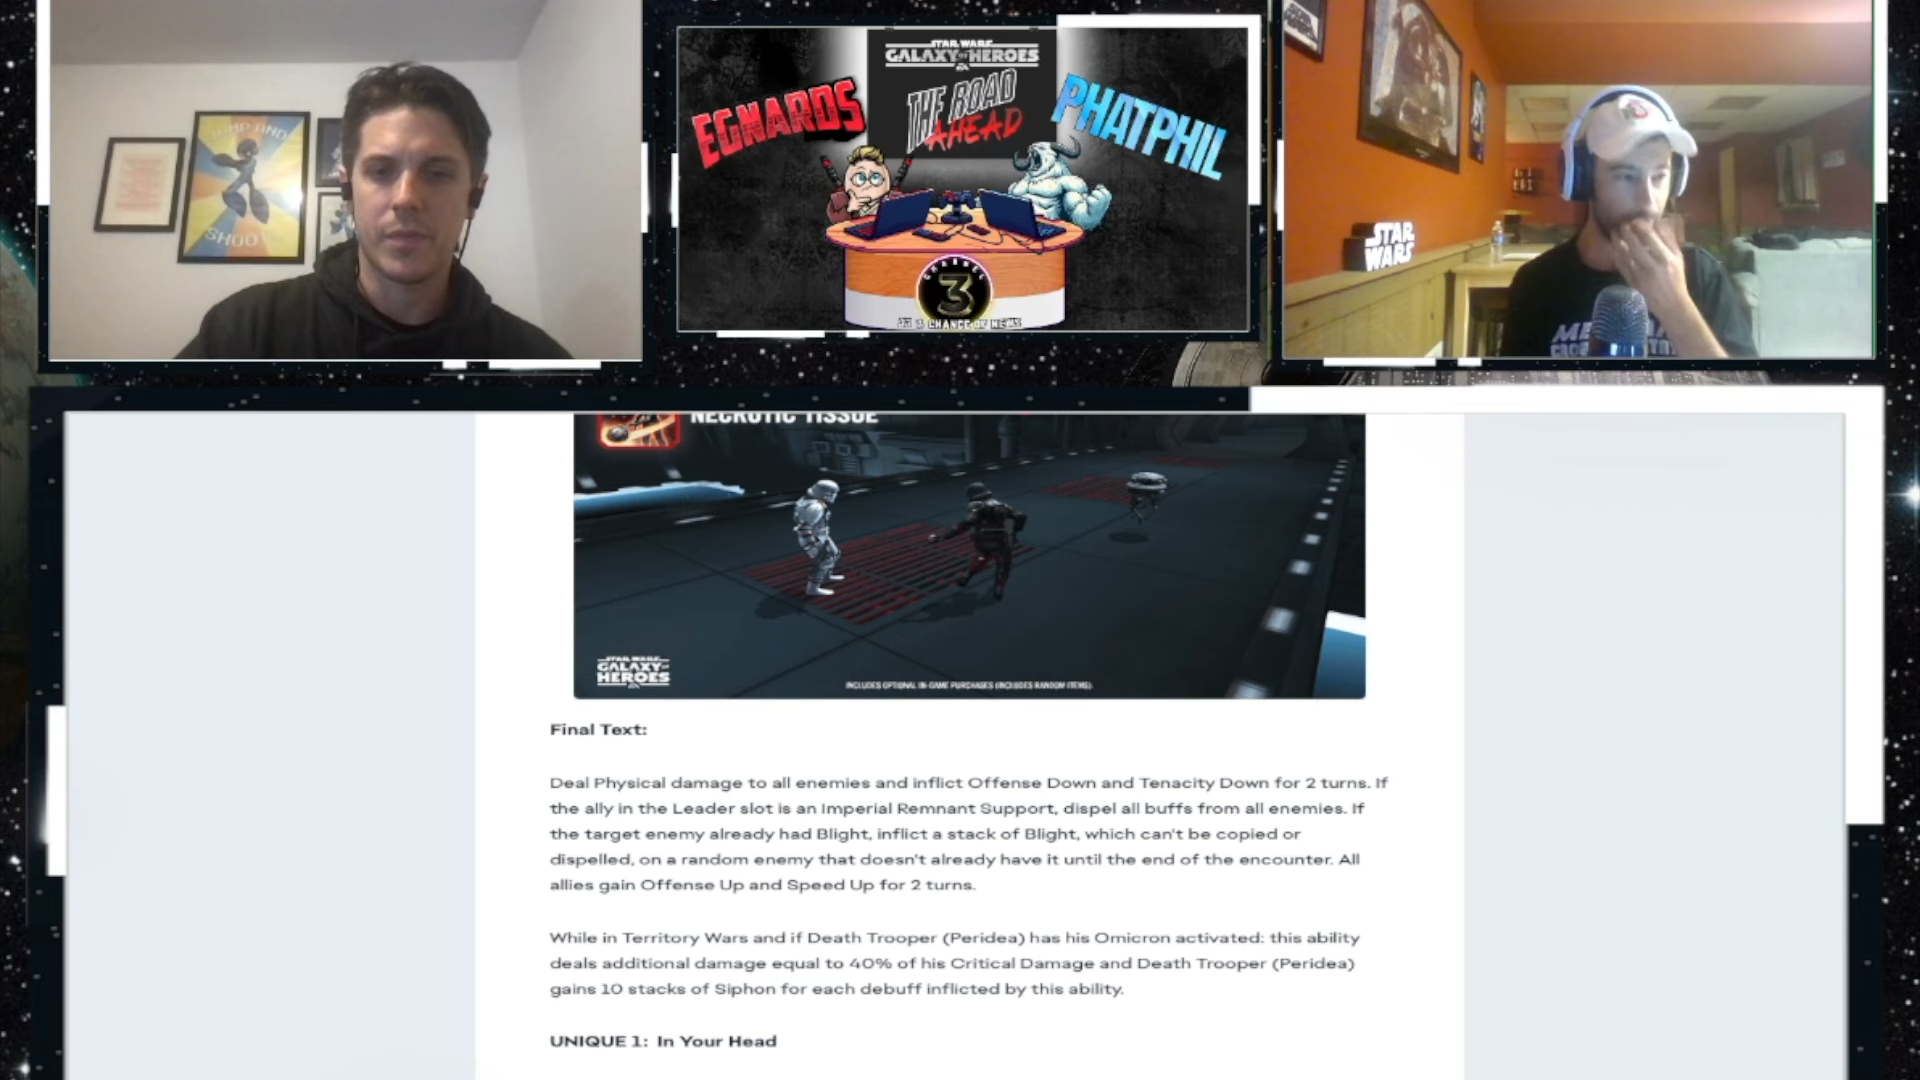 JUMP AND
SHOOT
STAR WARS
GALAXY OF HEROES
EA
THE ROAD
AHEAD
EGNARDS
PHATPHIL
CHANNEL
3
STAR
WARS
NECROTIC TISSUE
STAR WARS
GALAXY OF
HEROES
EA
INCLUDES OPTIONAL IN-GAME PURCHASES (INCLUDES RANDOM ITEMS).
Final Text:
Deal Physical damage to all enemies and inflict Offense Down and Tenacity Down for 2 turns. If
the ally in the Leader slot is an Imperial Remnant Support, dispel all buffs from all enemies. If
the target enemy already had Blight, inflict a stack of Blight, which can't be copied or
dispelled, on a random enemy that doesn't already have it until the end of the encounter. All
allies gain Offense Up and Speed Up for 2 turns.
While in Territory Wars and if Death Trooper (Peridea) has his Omicron activated: this ability
deals additional damage equal to 40% of his Critical Damage and Death Trooper (Peridea)
gains 10 stacks of Siphon for each debuff inflicted by this ability.
UNIQUE 1: In Your Head